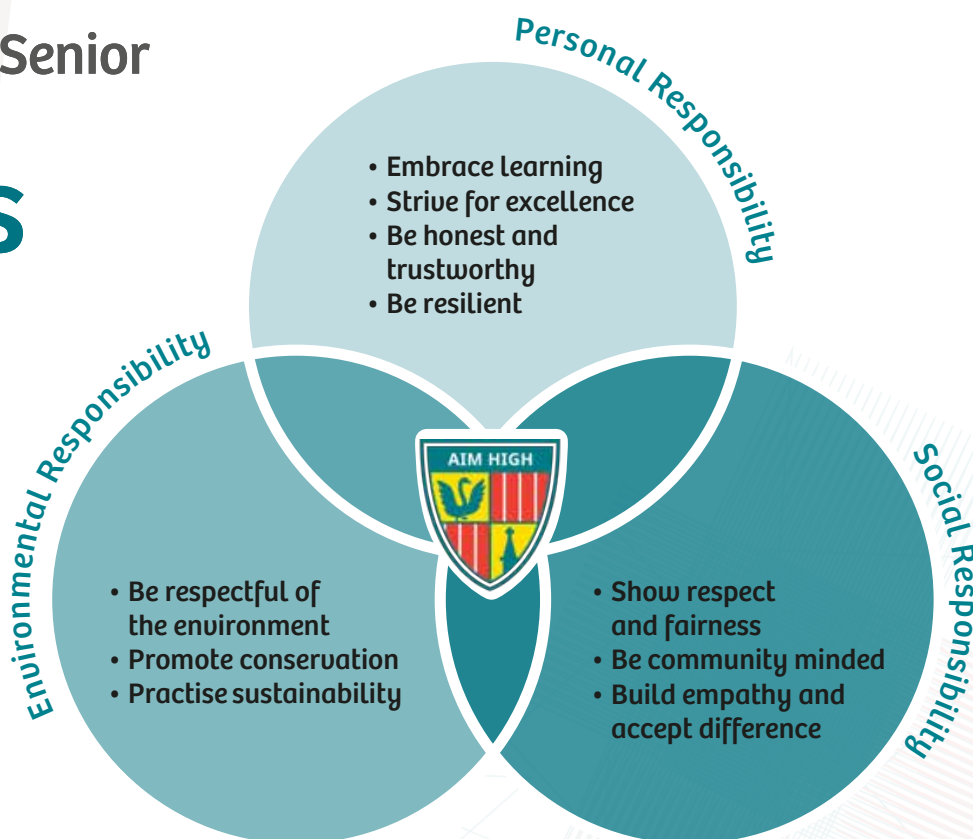 Senior
s
Personal Responsibility
• Embrace learning
• Strive for excellence
• Be honest and
trustworthy
• Be resilient
Environmental Responsibility
AIM HIGH
Social Responsibility
• Be respectful of
the environment
• Promote conservation
• Practise sustainability
• Show respect
and fairness
• Be community minded
• Build empathy and
accept difference